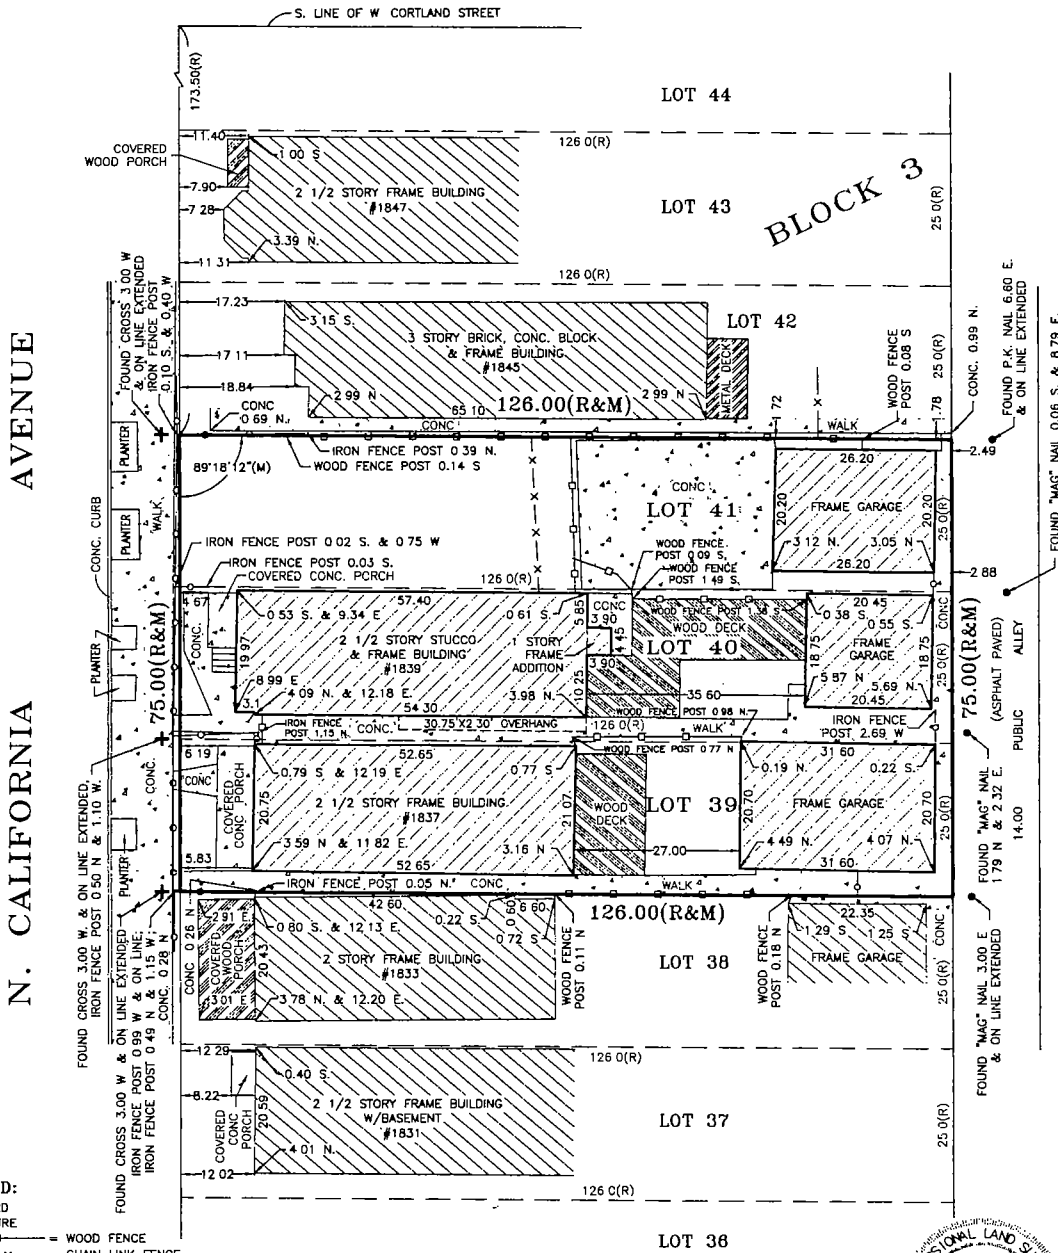 S. LINE OF W CORTLAND STREET
173.50(R)
LOT 44
126 0(R)
11.40
COVERED
WOOD PORCH
1 00 S
7.90
7 28
2 1/2 STORY FRAME BUILDING
#1847
LOT 43
BLOCK 3
25 0(R)
3.39 N.
11 31
126 0(R)
FOUND CROSS 3.00 W
& ON LINE EXTENDED
IRON FENCE POST
0.10 S. & 0.40 W
17.23
3.15 S.
3 STORY BRICK, CONC. BLOCK
& FRAME BUILDING
#1845
LOT 42
17 11
18.84
2.99 N
2 99 N
METAL DECK
WOOD FENCE
POST 0.08 S
25 0(R)
1.78
1 72
CONC. 0.99 N.
FOUND P.K. NAIL 6.60 E.
& ON LINE EXTENDED
CONC
0 69 N.
65 10
126.00(R&M)
CONC
WALK
IRON FENCE POST 0 39 N.
WOOD FENCE POST 0.14 S
89°18'12"(M)
2.49
26.20
CONC
LOT 41
FRAME GARAGE
20.20
20.20
25 0(R)
3 12 N.
3.05 N
26.20
2.88
FOUND "MAG" NAIL 0.06 S. & 8.79 E.
N. CALIFORNIA AVENUE
CONC. CURB
PLANTER
PLANTER
WALK
IRON FENCE POST 0 02 S. & 0 75 W
IRON FENCE POST 0.03 S.
COVERED CONC. PORCH
126 0(R)
WOOD FENCE
POST 0 09 S.
WOOD FENCE
POST 1 49 S.
4 67
57.40
0 53 S. & 9.34 E
0 61 S.
5 85
CONC
3 90
4 45
3.90
WOOD FENCE POST 1.38 S
WOOD DECK
LOT 40
20.45
0 38 S.
0.55 S.
CONC
CONC.
19 97
2 1/2 STORY STUCCO
& FRAME BUILDING
#1839
1 STORY
FRAME
ADDITION
FRAME
GARAGE
18 75
18.75
25 0(R)
8.99 E
4.09 N. & 12.18 E.
3.98 N.
10 25
35.60
5.87 N
5.69 N.
20.45
3.1
54 30
WOOD FENCE POST 0.98 N.
IRON FENCE
POST 2.69 W
75.00(R&M)
75.00(R&M)
(ASPHALT PAVED)
PUBLIC ALLEY
14.00
PLANTER
IRON FENCE
POST 1.15 N
CONC.
30.75 X2 30' OVERHANG
126 0(R)
WALK
WOOD FENCE POST 0 77 N
6 19
CONC
52.65
0.79 S & 12.19 E
0 77 S
31 60
0.19 N.
0.22 S.
COVERED
CONC PORCH
20.75
2 1/2 STORY FRAME BUILDING.
#1837
21 07
WOOD
DECK
LOT 39
20.70
FRAME GARAGE
20.70
25 0(R)
3 59 N & 11 82 E.
3.16 N
27.00
4.49 N.
4.07 N.
5.83
52.65
31 60
CONC.
PLANTER
FOUND "MAG" NAIL
1 79 N & 2 32 E.
FOUND CROSS 3.00 W. & ON LINE EXTENDED,
IRON FENCE POST 0.50 N & 1.10 W.
IRON FENCE POST 0.05 N.
CONC
WALK
42 60
0.22 S.
0 60
6 60
0 72 S
126.00(R&M)
22.35
1.29 S
1.25 S
CONC
CONC 0.26 N
2 91 E.
0 80 S. & 12.13 E.
COVERED
WOOD
PORCH
20 43
2 STORY FRAME BUILDING
#1833
WOOD FENCE
POST 0.11 N
LOT 38
WOOD FENCE
POST 0.18 N
FRAME GARAGE
25 0(R)
3.01 E
3.78 N. & 12.20 E.
FOUND CROSS 3.00 W & ON LINE EXTENDED
IRON FENCE POST 0 99 W & ON LINE;
IRON FENCE POST 0 49 N & 1.15 W;
CONC. 0.28 N
FOUND "MAG" NAIL 3.00 E
& ON LINE EXTENDED
12.29
126 0(R)
0.40 S.
8.22
COVERED
CONC
PORCH
20 59
2 1/2 STORY FRAME BUILDING
W/BASEMENT
#1831
LOT 37
25 0(R)
4 01 N.
12 02
126 0(R)
= WOOD FENCE
CHAIN LINK FENCE
LOT 36